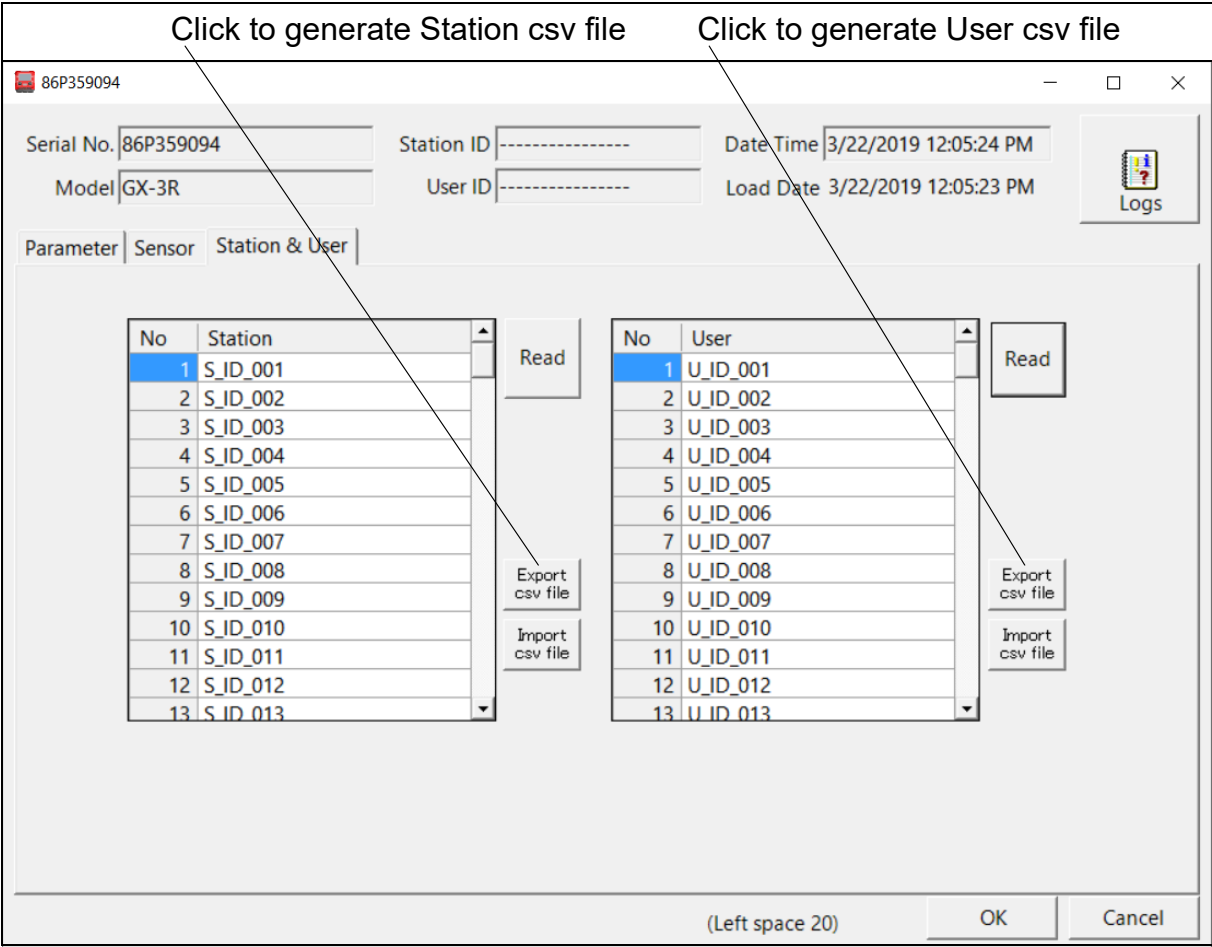 Click to generate Station csv file Click to generate User csv file
86P359094
Serial No. 86P359094 Station ID ---------------- Date Time 3/22/2019 12:05:24 PM
Model GX-3R User ID ---------------- Load Date 3/22/2019 12:05:23 PM
Logs
Parameter Sensor Station & User
No Station
1 S_ID_001
2 S_ID_002
3 S_ID_003
4 S_ID_004
5 S_ID_005
6 S_ID_006
7 S_ID_007
8 S_ID_008
9 S_ID_009
10 S_ID_010
11 S_ID_011
12 S_ID_012
13 S_ID_013
Read
Export
csv file
Import
csv file
No User
1 U_ID_001
2 U_ID_002
3 U_ID_003
4 U_ID_004
5 U_ID_005
6 U_ID_006
7 U_ID_007
8 U_ID_008
9 U_ID_009
10 U_ID_010
11 U_ID_011
12 U_ID_012
13 U_ID_013
Read
Export
csv file
Import
csv file
(Left space 20) OK Cancel